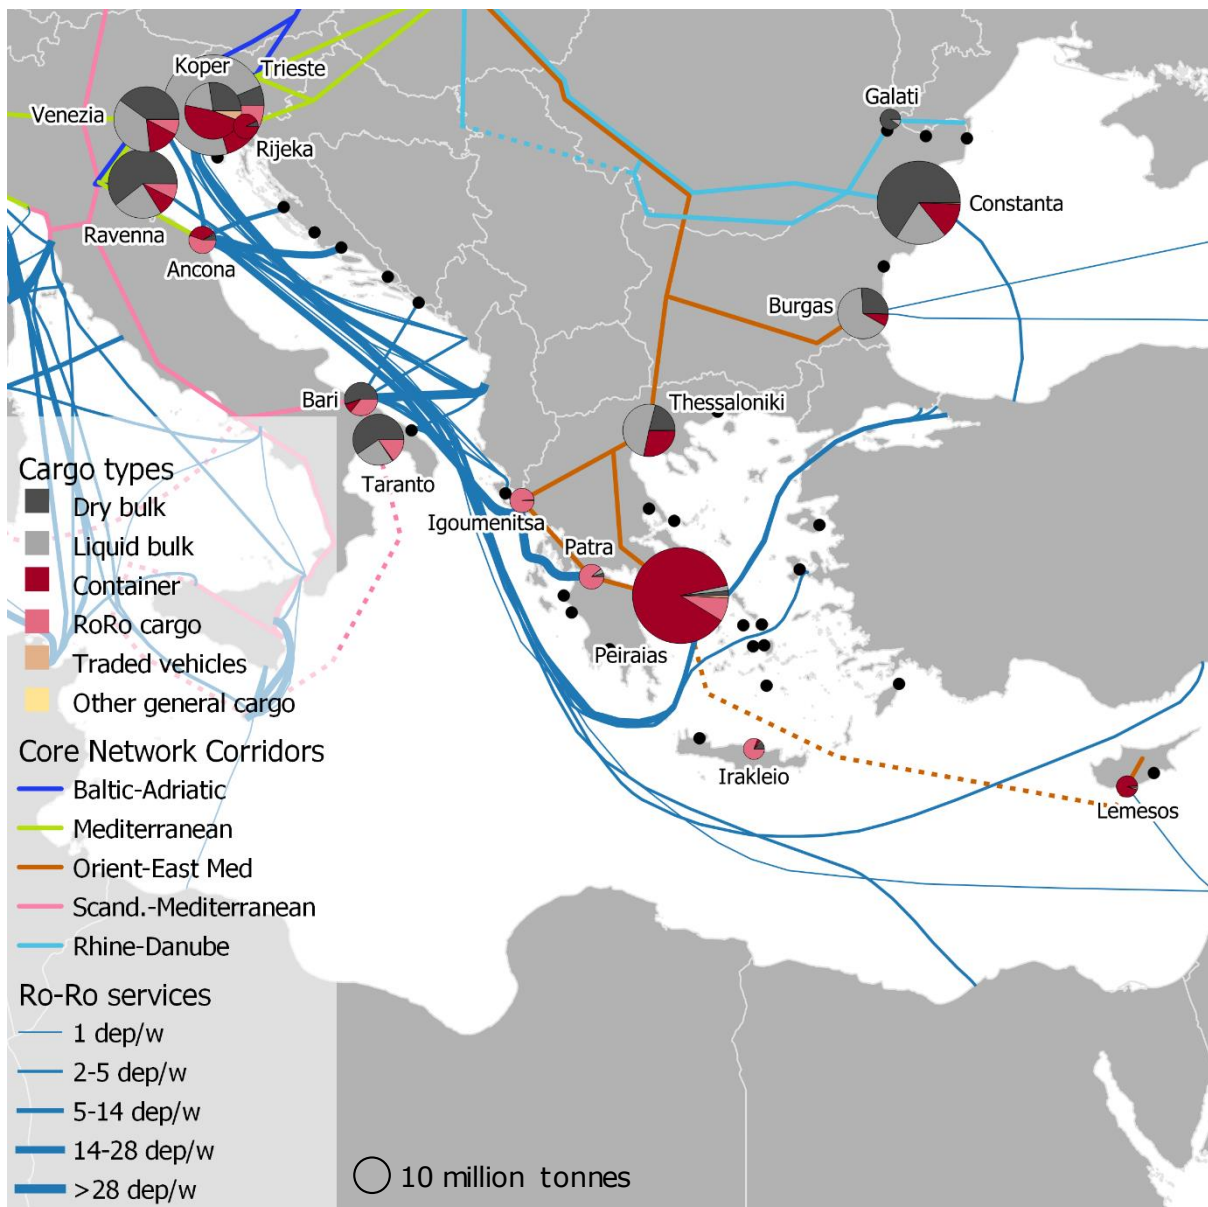 Koper
Trieste
Venezia
Rijeka
Galati
Ravenna
Constanta
Ancona
Burgas
Bari
Thessaloniki
Taranto
Igoumenitsa
Patra
Peiraias
Irakleio
Lemesos
Cargo types
Dry bulk
Liquid bulk
Container
RoRo cargo
Traded vehicles
Other general cargo
Core Network Corridors
Baltic-Adriatic
Mediterranean
Orient-East Med
Scand.-Mediterranean
Rhine-Danube
Ro-Ro services
1 dep/w
2-5 dep/w
5-14 dep/w
14-28 dep/w
>28 dep/w
10 million tonnes